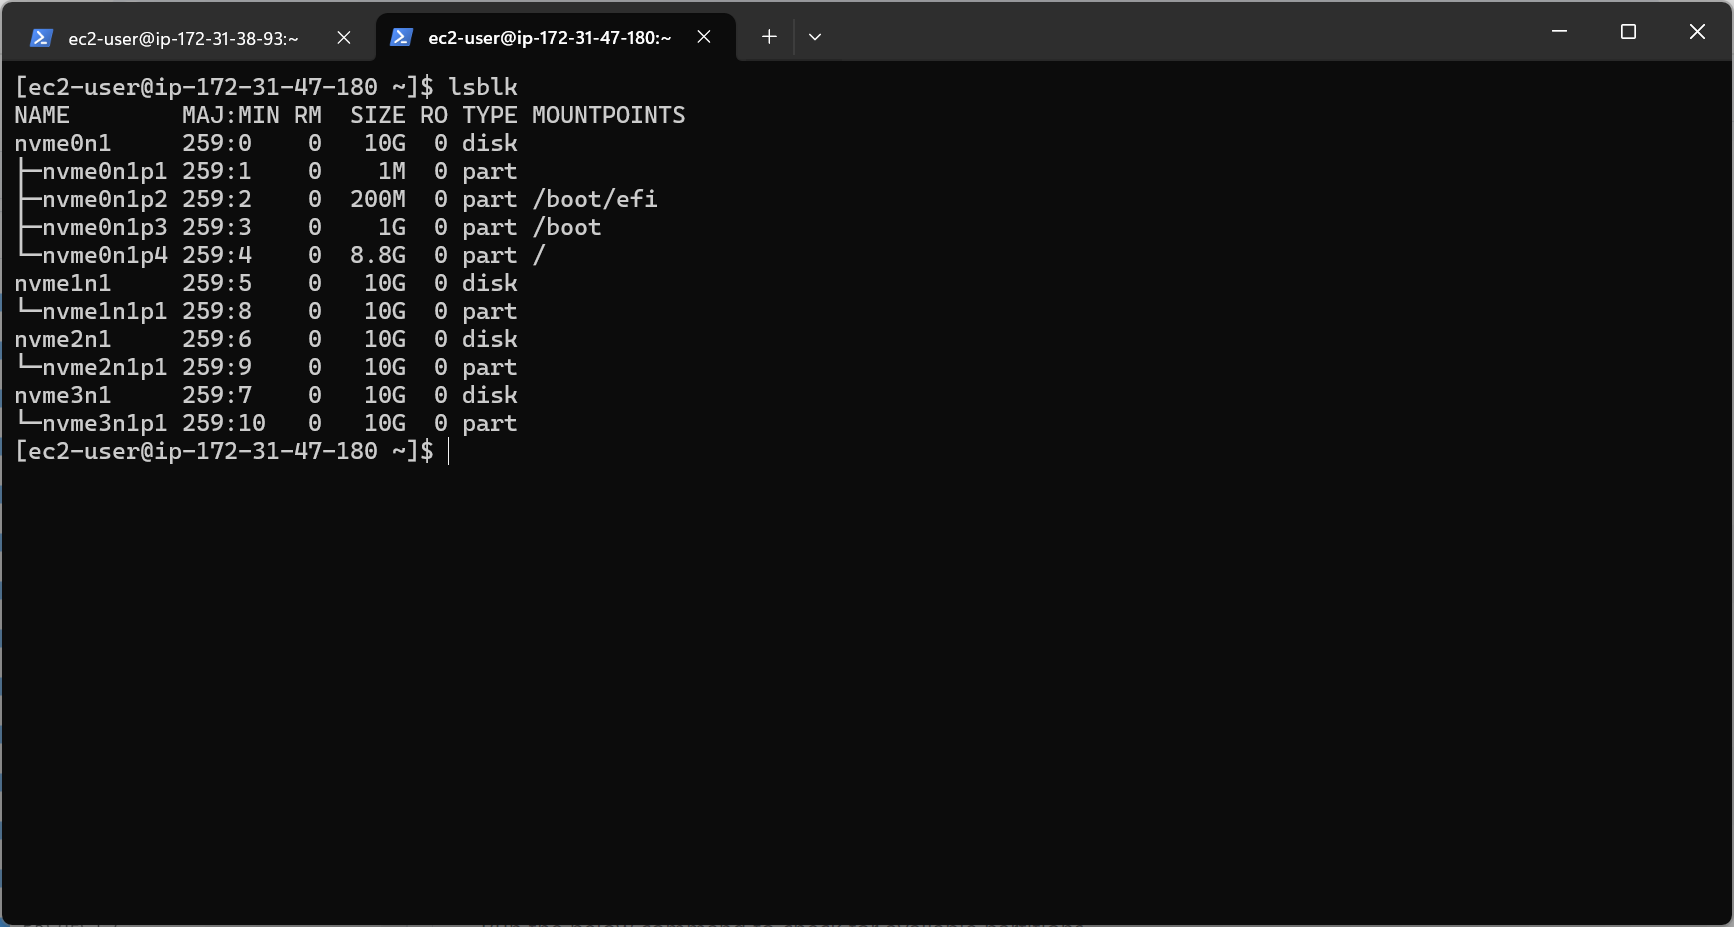 ec2-user@ip-172-31-38-93:~ ec2-user@ip-172-31-47-180:~
[ec2-user@ip-172-31-47-180 ~]$ lsblk
NAME        MAJ:MIN RM  SIZE RO TYPE MOUNTPOINTS
nvme0n1     259:0    0   10G  0 disk
├─nvme0n1p1 259:1    0    1M  0 part
├─nvme0n1p2 259:2    0  200M  0 part /boot/efi
├─nvme0n1p3 259:3    0    1G  0 part /boot
└─nvme0n1p4 259:4    0  8.8G  0 part /
nvme1n1     259:5    0   10G  0 disk
└─nvme1n1p1 259:8    0   10G  0 part
nvme2n1     259:6    0   10G  0 disk
└─nvme2n1p1 259:9    0   10G  0 part
nvme3n1     259:7    0   10G  0 disk
└─nvme3n1p1 259:10   0   10G  0 part
[ec2-user@ip-172-31-47-180 ~]$